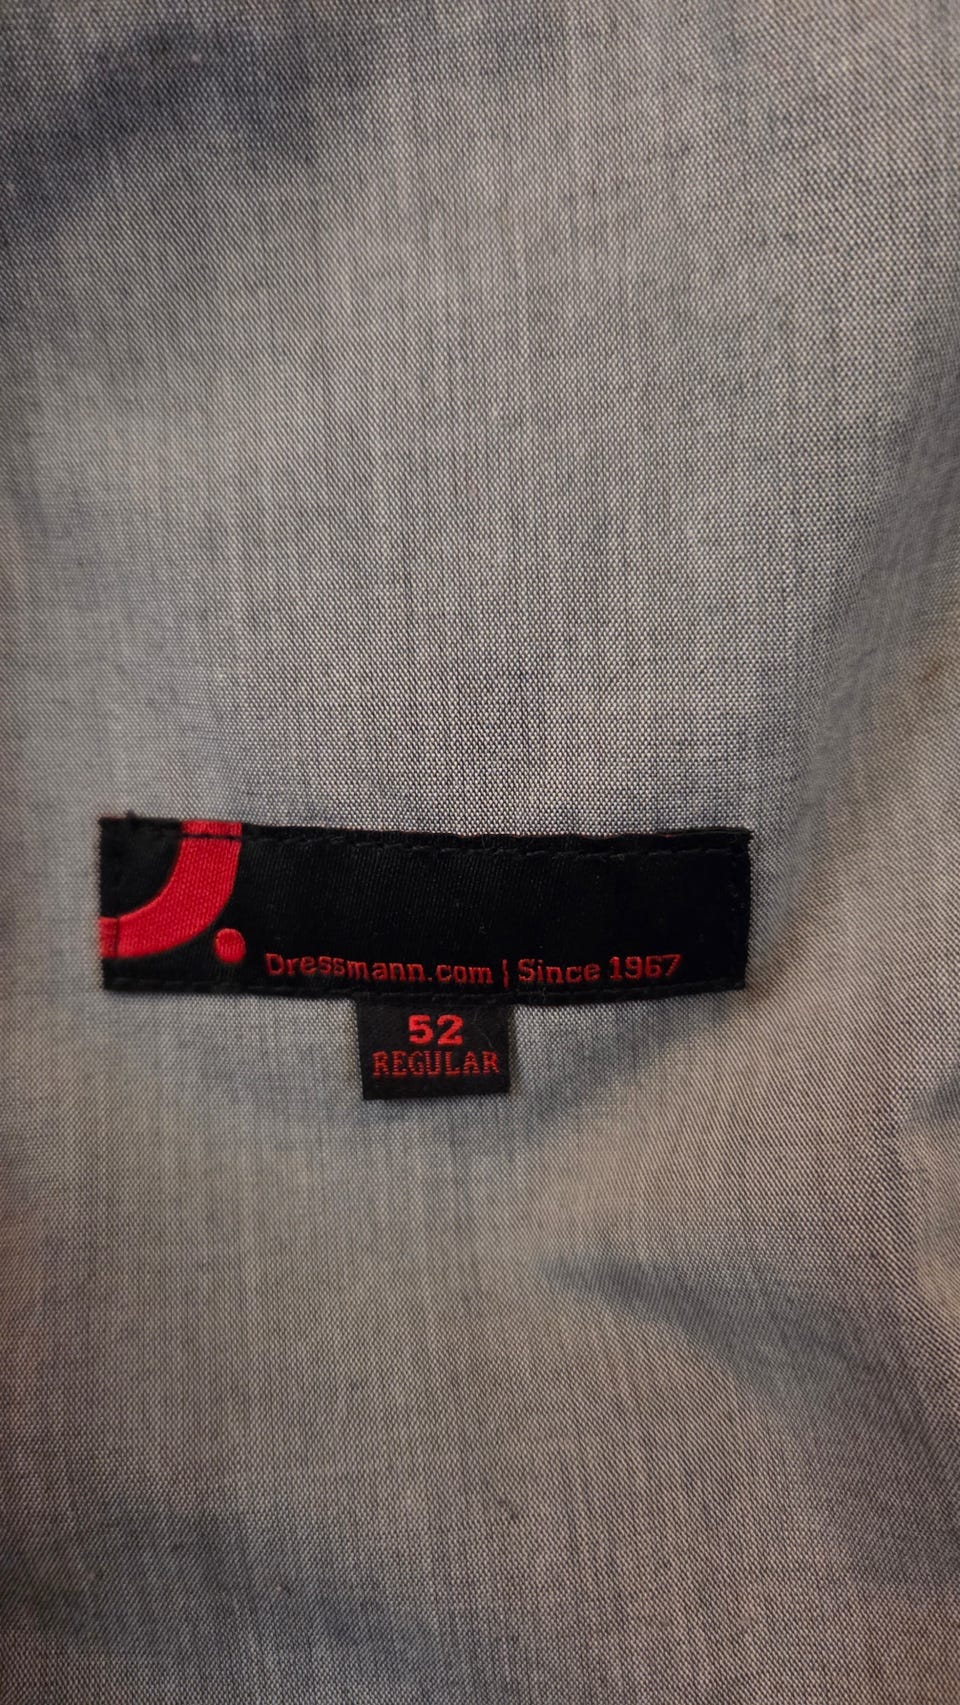 Dressmann.com | Since 1967
52
REGULAR